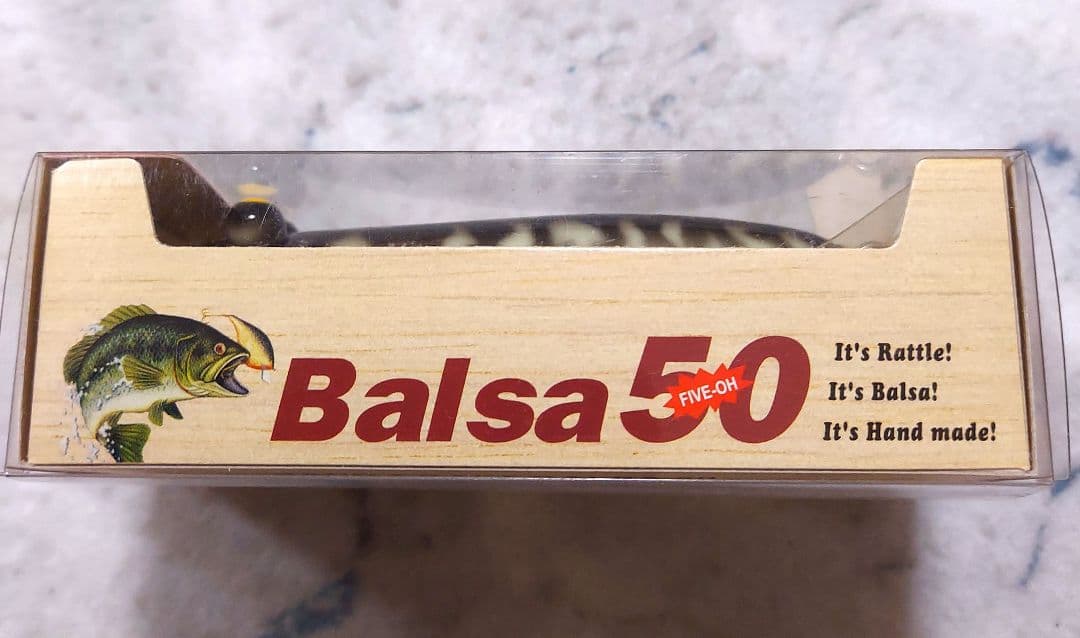 Balsa 50
FIVE-OH
It's Rattle!
It's Balsa!
It's Hand made!